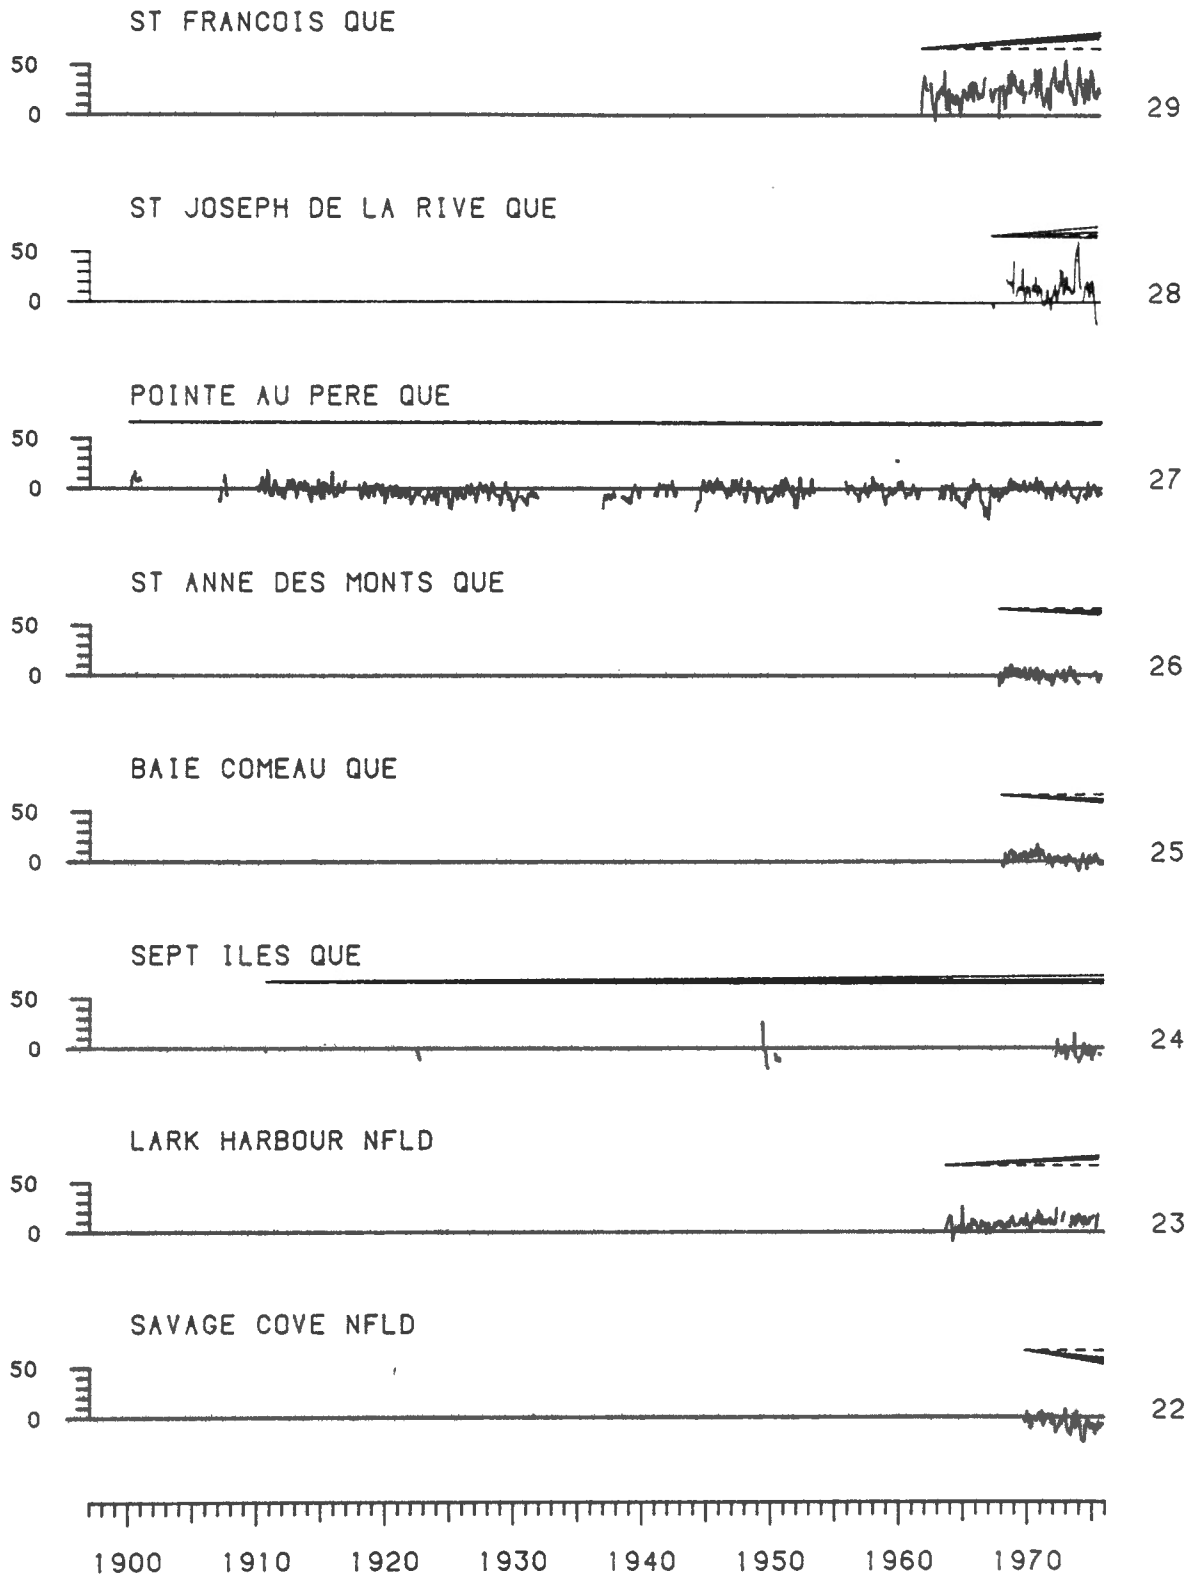 ST FRANCOIS QUE
50
0
29
ST JOSEPH DE LA RIVE QUE
50
0
28
POINTE AU PERE QUE
50
0
27
ST ANNE DES MONTS QUE
50
0
26
BAIE COMEAU QUE
50
0
25
SEPT ILES QUE
50
0
24
LARK HARBOUR NFLD
50
0
23
SAVAGE COVE NFLD
50
0
22
1900 1910 1920 1930 1940 1950 1960 1970